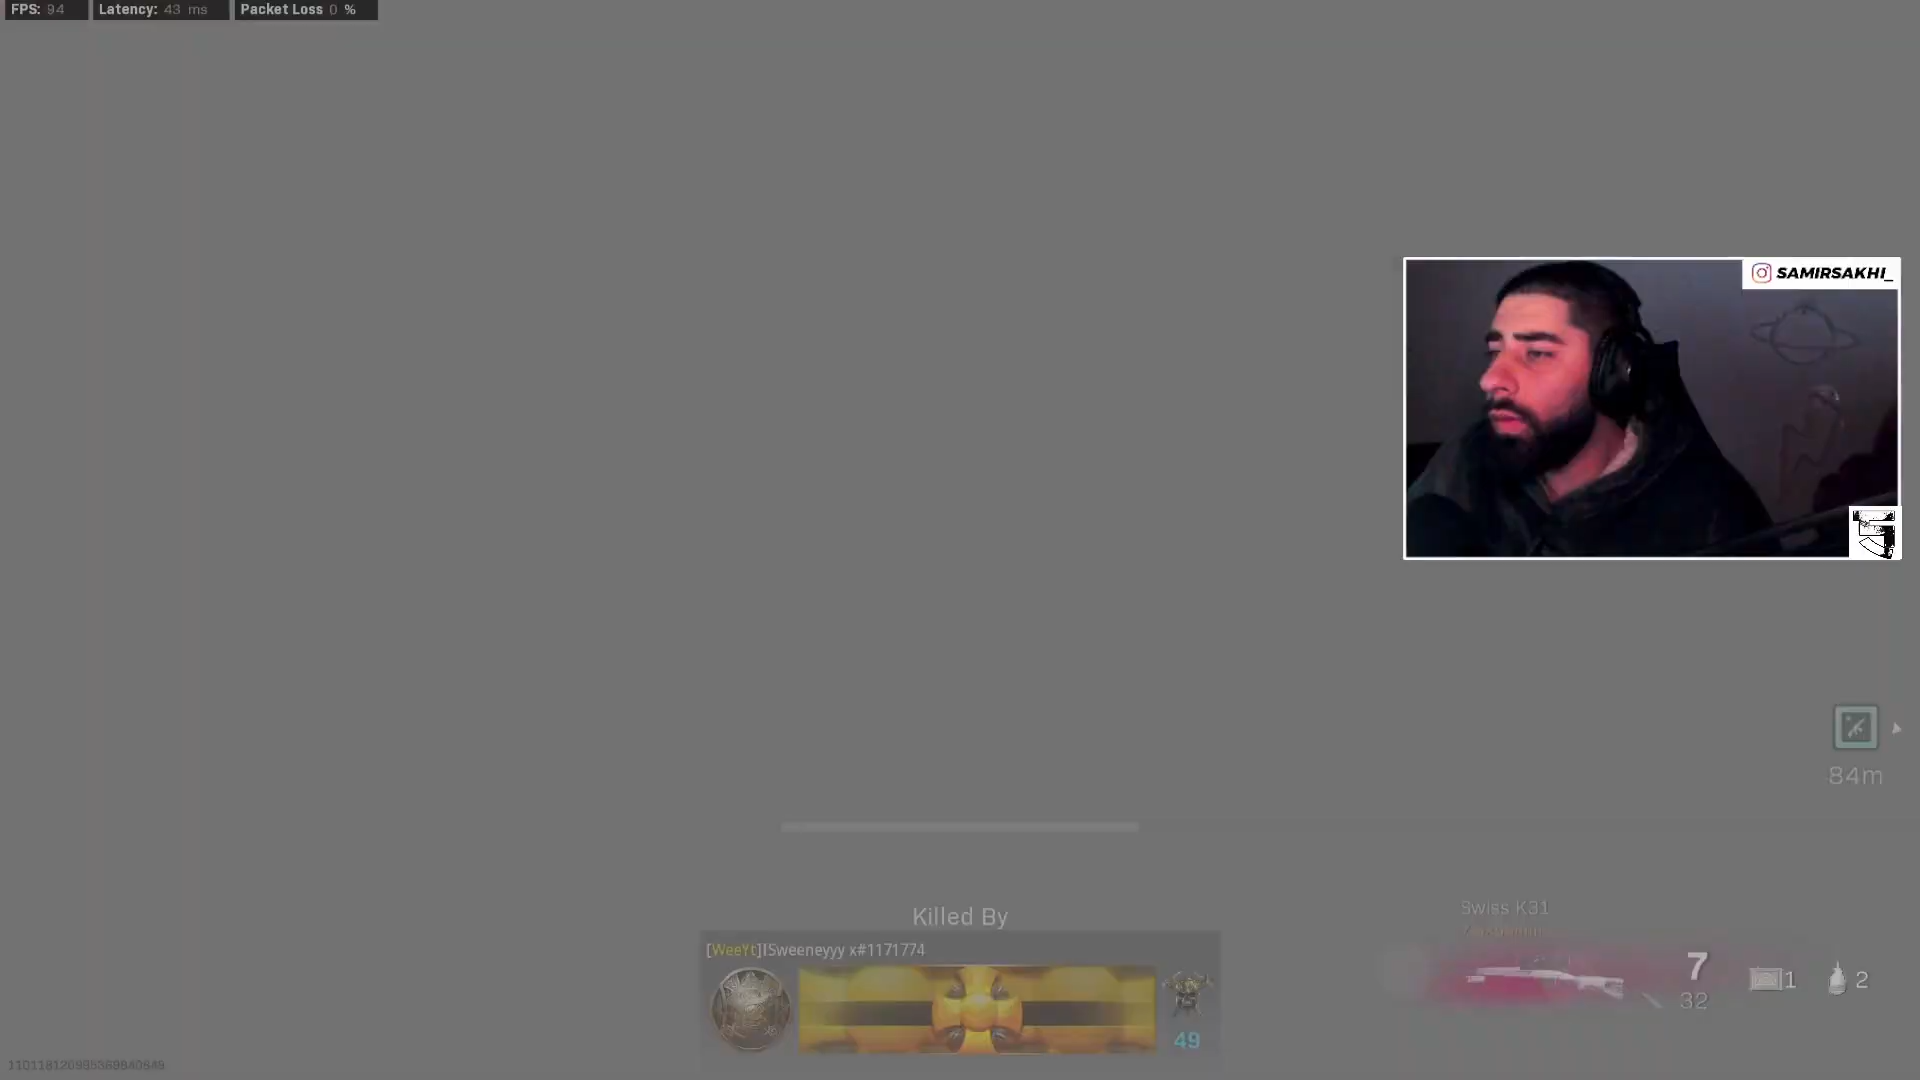 FPS: 94 Latency: 43 ms Packet Loss 0 %
SAMIRSAKHI_
84m
Killed By
[WeeYt]]Sweeneyyy x#1171774
49
Swiss K31
7
32
1
2